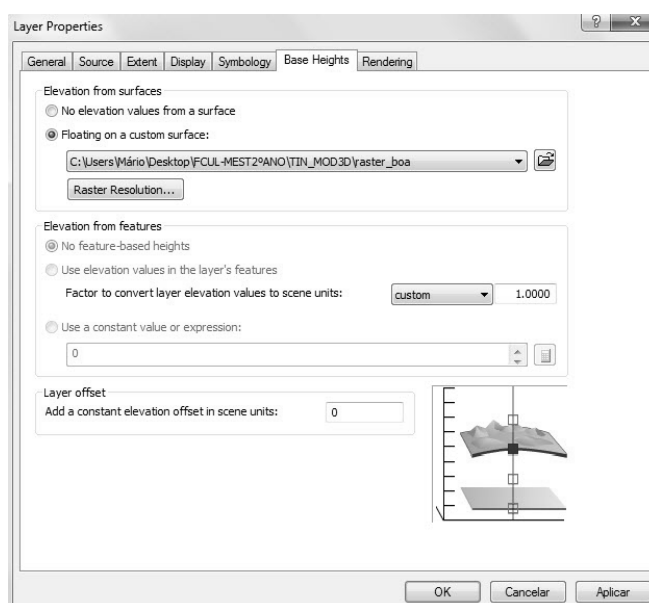 Layer Properties
? X
General Source Extent Display Symbology Base Heights Rendering
Elevation from surfaces
No elevation values from a surface
Floating on a custom surface:
C:\Users\Mário\Desktop\FCUL-MEST2ºANO\TIN_MOD3D\raster_boa
Raster Resolution...
Elevation from features
No feature-based heights
Use elevation values in the layer's features
Factor to convert layer elevation values to scene units: custom 1.0000
Use a constant value or expression:
0
Layer offset
Add a constant elevation offset in scene units: 0
OK Cancelar Aplicar